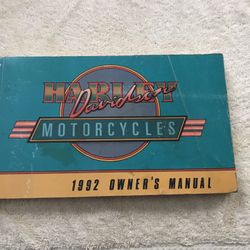 HARLEY
Davidson
MOTORCYCLES
1992 OWNER'S MANUAL